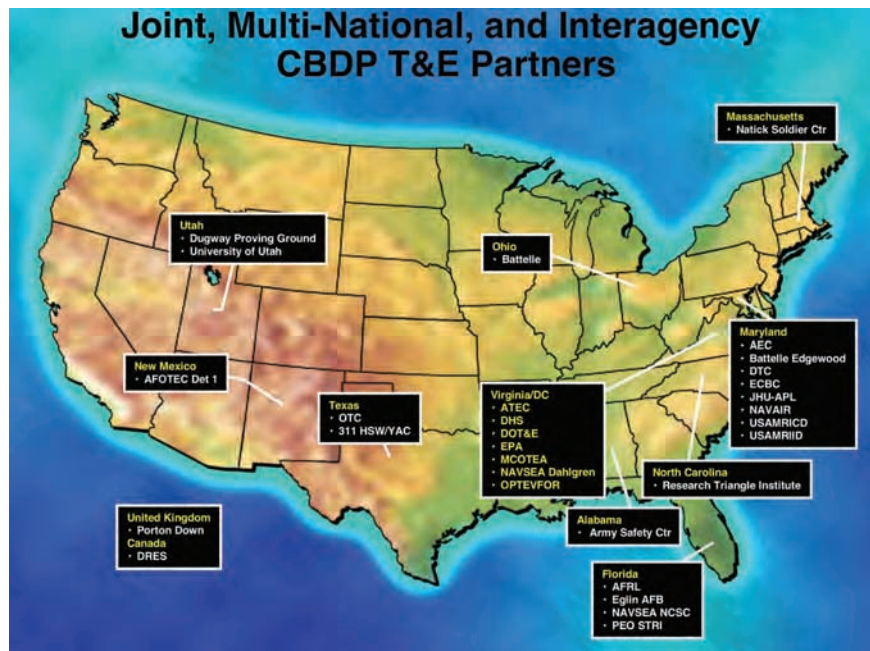 Joint, Multi-National, and Interagency
CBDP T&E Partners
Massachusetts
• Natick Soldier Ctr
Utah
• Dugway Proving Ground
• University of Utah
Ohio
• Battelle
Maryland
• AEC
• Battelle Edgewood
• DTC
• ECBC
• JHU-APL
• NAVAIR
• USAMRICD
• USAMRIID
New Mexico
• AFOTEC Det 1
Texas
• OTC
• 311 HSW/YAC
Virginia/DC
• ATEC
• DHS
• DOT&E
• EPA
• MCOTEA
• NAVSEA Dahlgren
• OPTEVFOR
North Carolina
• Research Triangle Institute
United Kingdom
• Porton Down
Canada
• DRES
Alabama
• Army Safety Ctr
Florida
• AFRL
• Eglin AFB
• NAVSEA NCSC
• PEO STRI